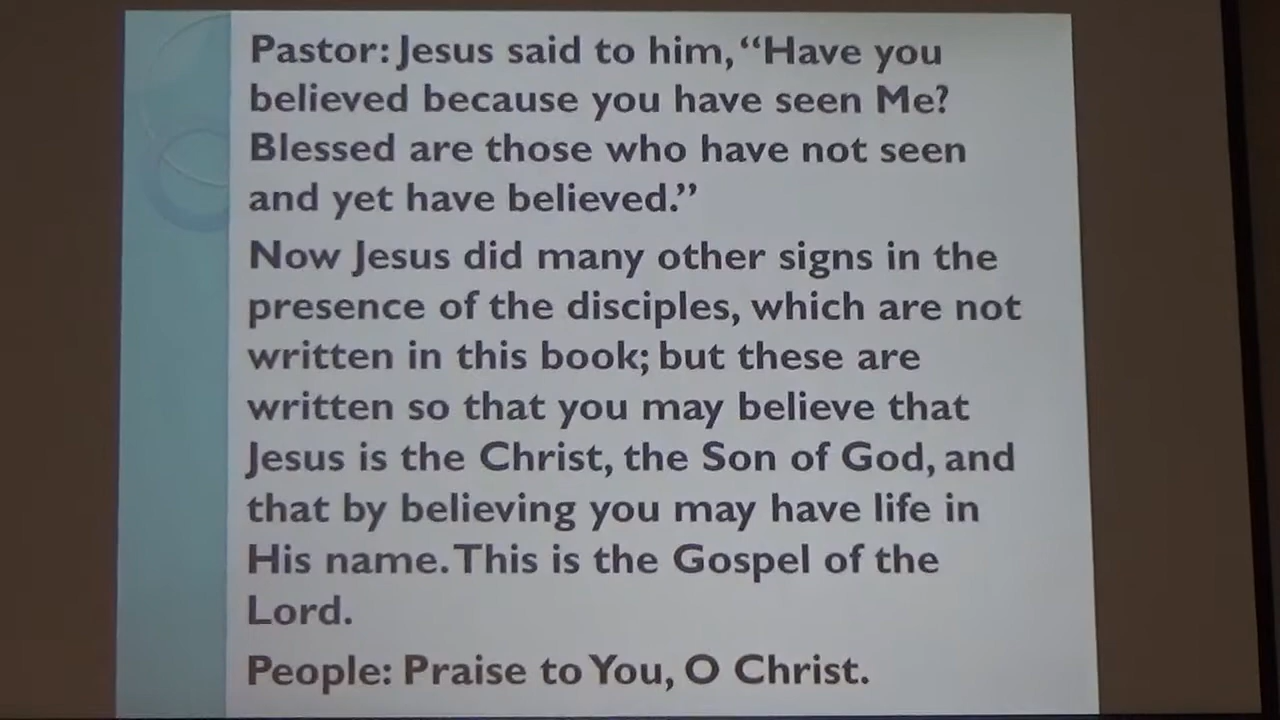 Pastor: Jesus said to him, “Have you
believed because you have seen Me?
Blessed are those who have not seen
and yet have believed.”
Now Jesus did many other signs in the
presence of the disciples, which are not
written in this book; but these are
written so that you may believe that
Jesus is the Christ, the Son of God, and
that by believing you may have life in
His name. This is the Gospel of the
Lord.
People: Praise to You, O Christ.